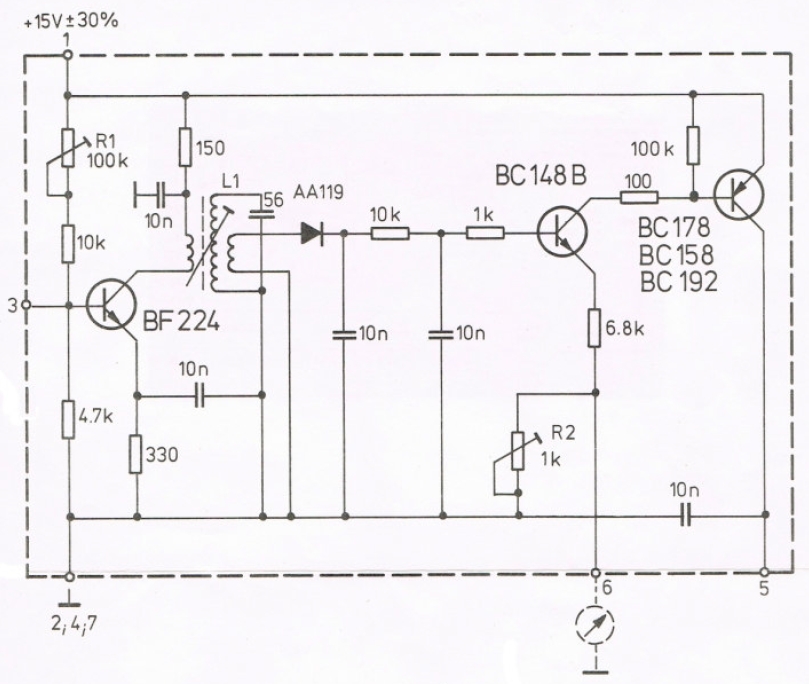 +15V±30%
1
R1
100k
150
10n
L1
56
AA119
10k
1k
BC148B
100
100k
BC178
BC158
BC192
10k
3
BF224
10n
10n
10n
6.8k
4.7k
330
R2
1k
10n
2;4;7
6
5